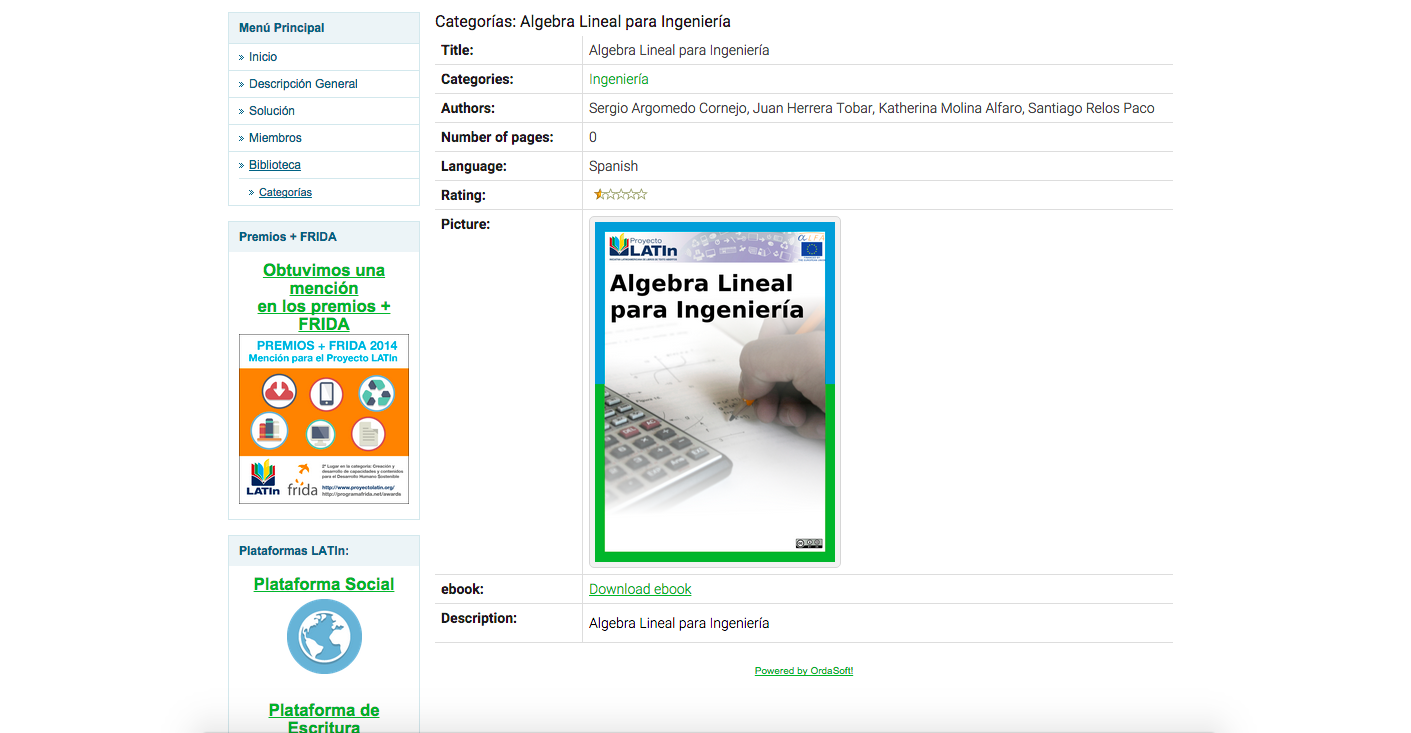 Menú Principal
» Inicio
» Descripción General
» Solución
» Miembros
» Biblioteca
» Categorías
Premios + FRIDA
Obtuvimos una
mención
en los premios +
FRIDA
PREMIOS + FRIDA 2014
Mención para el Proyecto LATIn
LATIn
frida
2º Lugar en la categoría: Creación y
desarrollo de capacidades y contenidos
para el Desarrollo Humano Sostenible
http://www.proyectolatin.org/
http://programafrida.net/awards
Plataformas LATIn:
Plataforma Social
Plataforma de
Escritura
Categorías: Algebra Lineal para Ingeniería
Title: Algebra Lineal para Ingeniería
Categories: Ingeniería
Authors: Sergio Argomedo Cornejo, Juan Herrera Tobar, Katherina Molina Alfaro, Santiago Relos Paco
Number of pages: 0
Language: Spanish
Rating:
Picture:
Proyecto
LATIn
Algebra Lineal
para Ingeniería
ebook: Download ebook
Description: Algebra Lineal para Ingeniería
Powered by OrdaSoft!